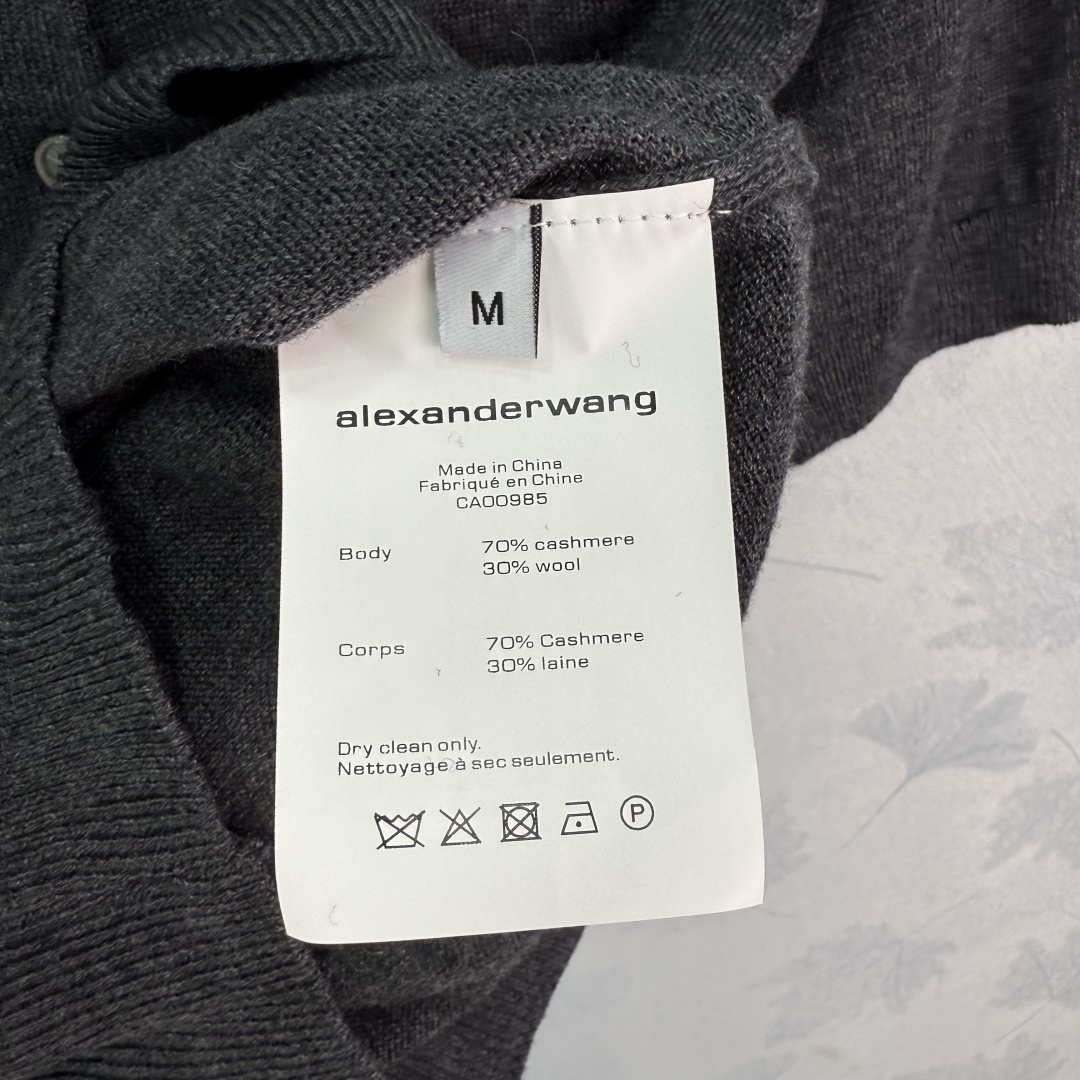 M
alexanderwang
Made in China
Fabriqué en Chine
CA00985
Body 70% cashmere
30% wool
Corps 70% Cashmere
30% laine
Dry clean only.
Nettoyage à sec seulement.
P